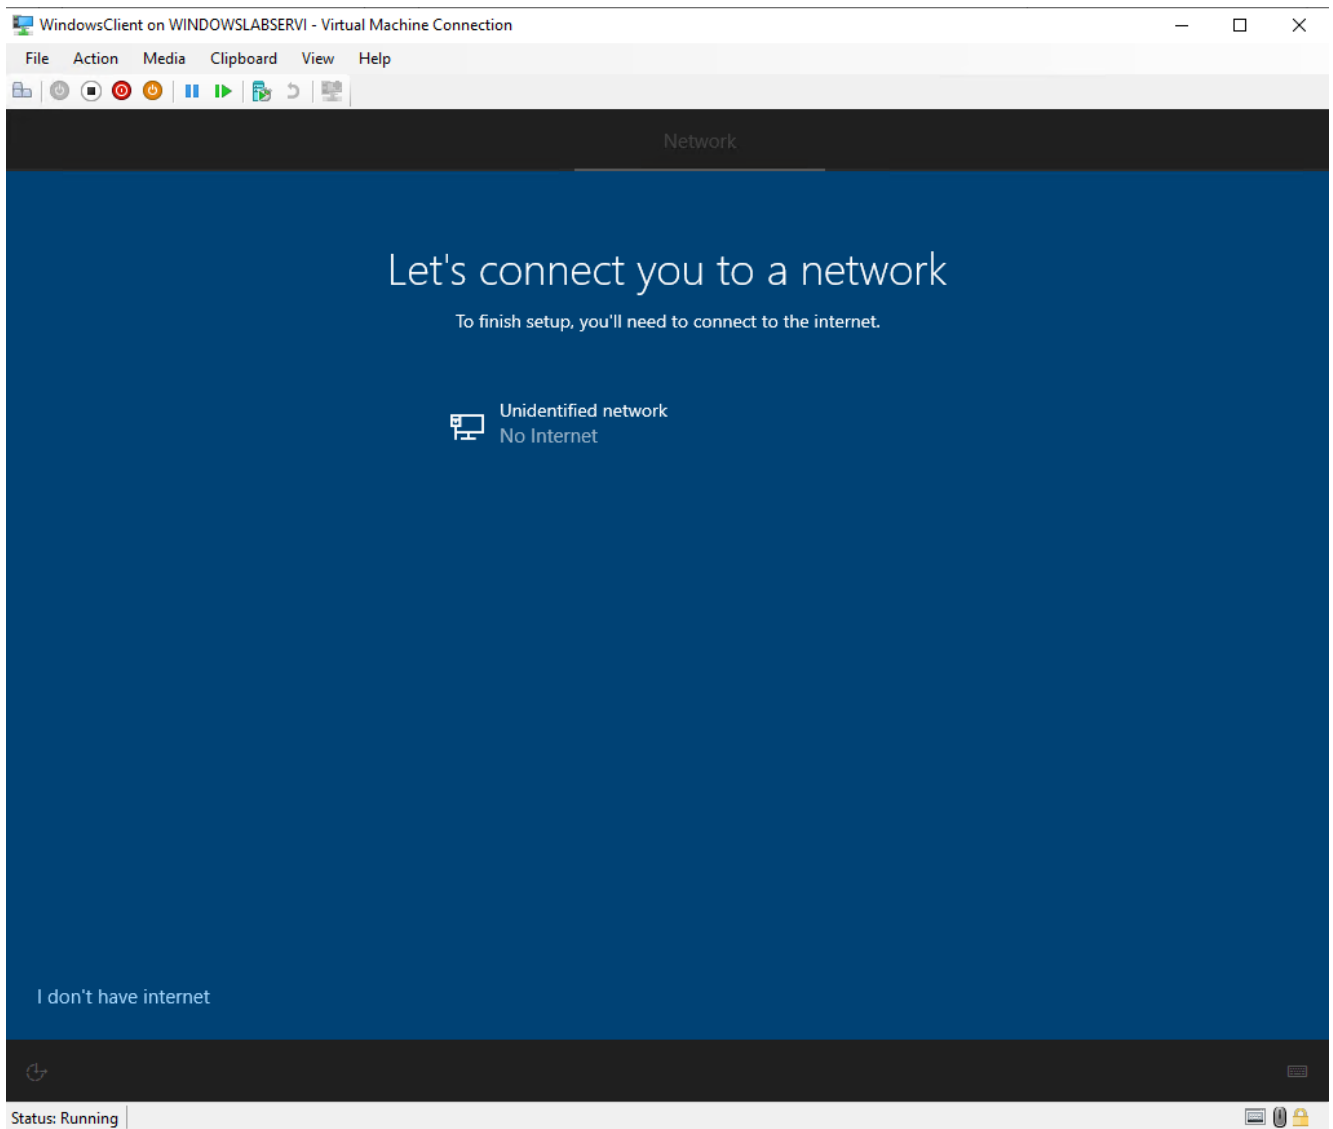 WindowsClient on WINDOWSLABSERVI - Virtual Machine Connection
File Action Media Clipboard View Help
Network
Let's connect you to a network
To finish setup, you'll need to connect to the internet.
Unidentified network
No Internet
I don't have internet
Status: Running